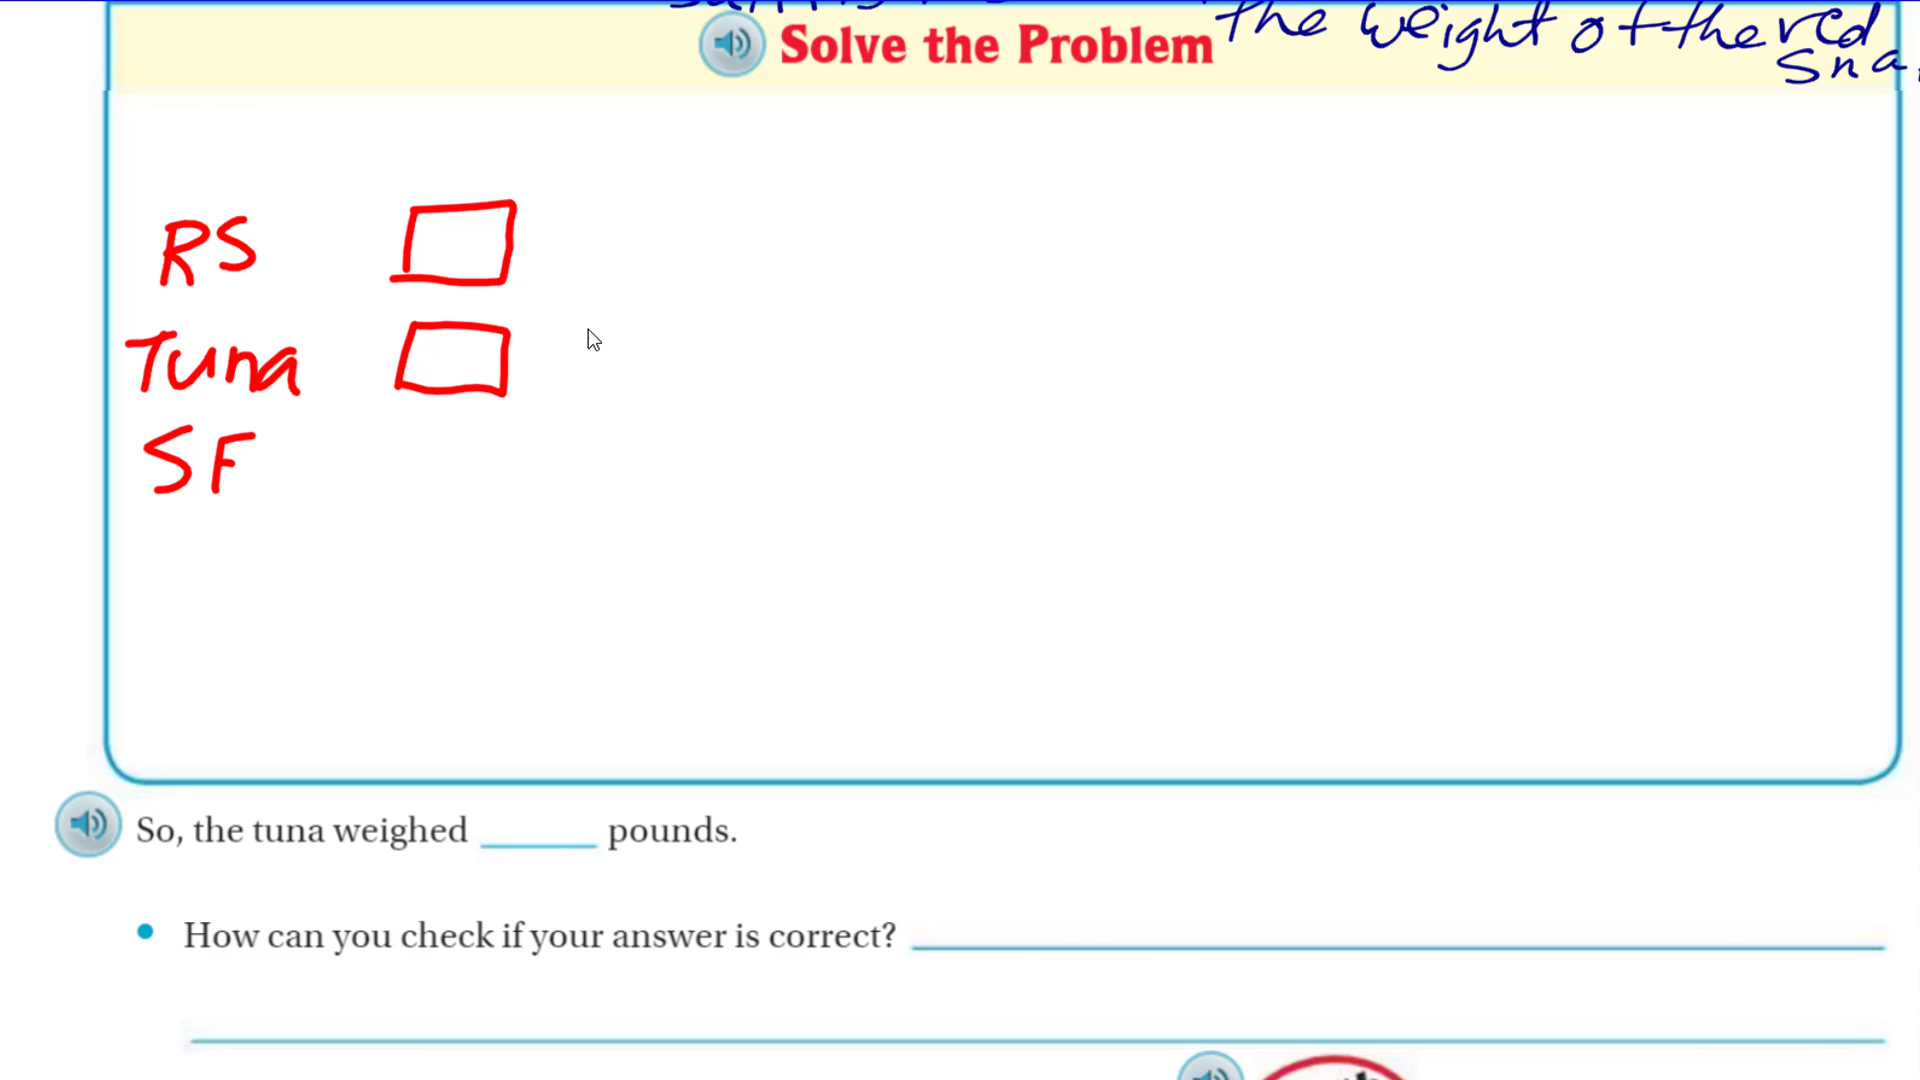 Solve the Problem
the weight of the red
RS
Tuna
SF
So, the tuna weighed ______ pounds.
How can you check if your answer is correct?